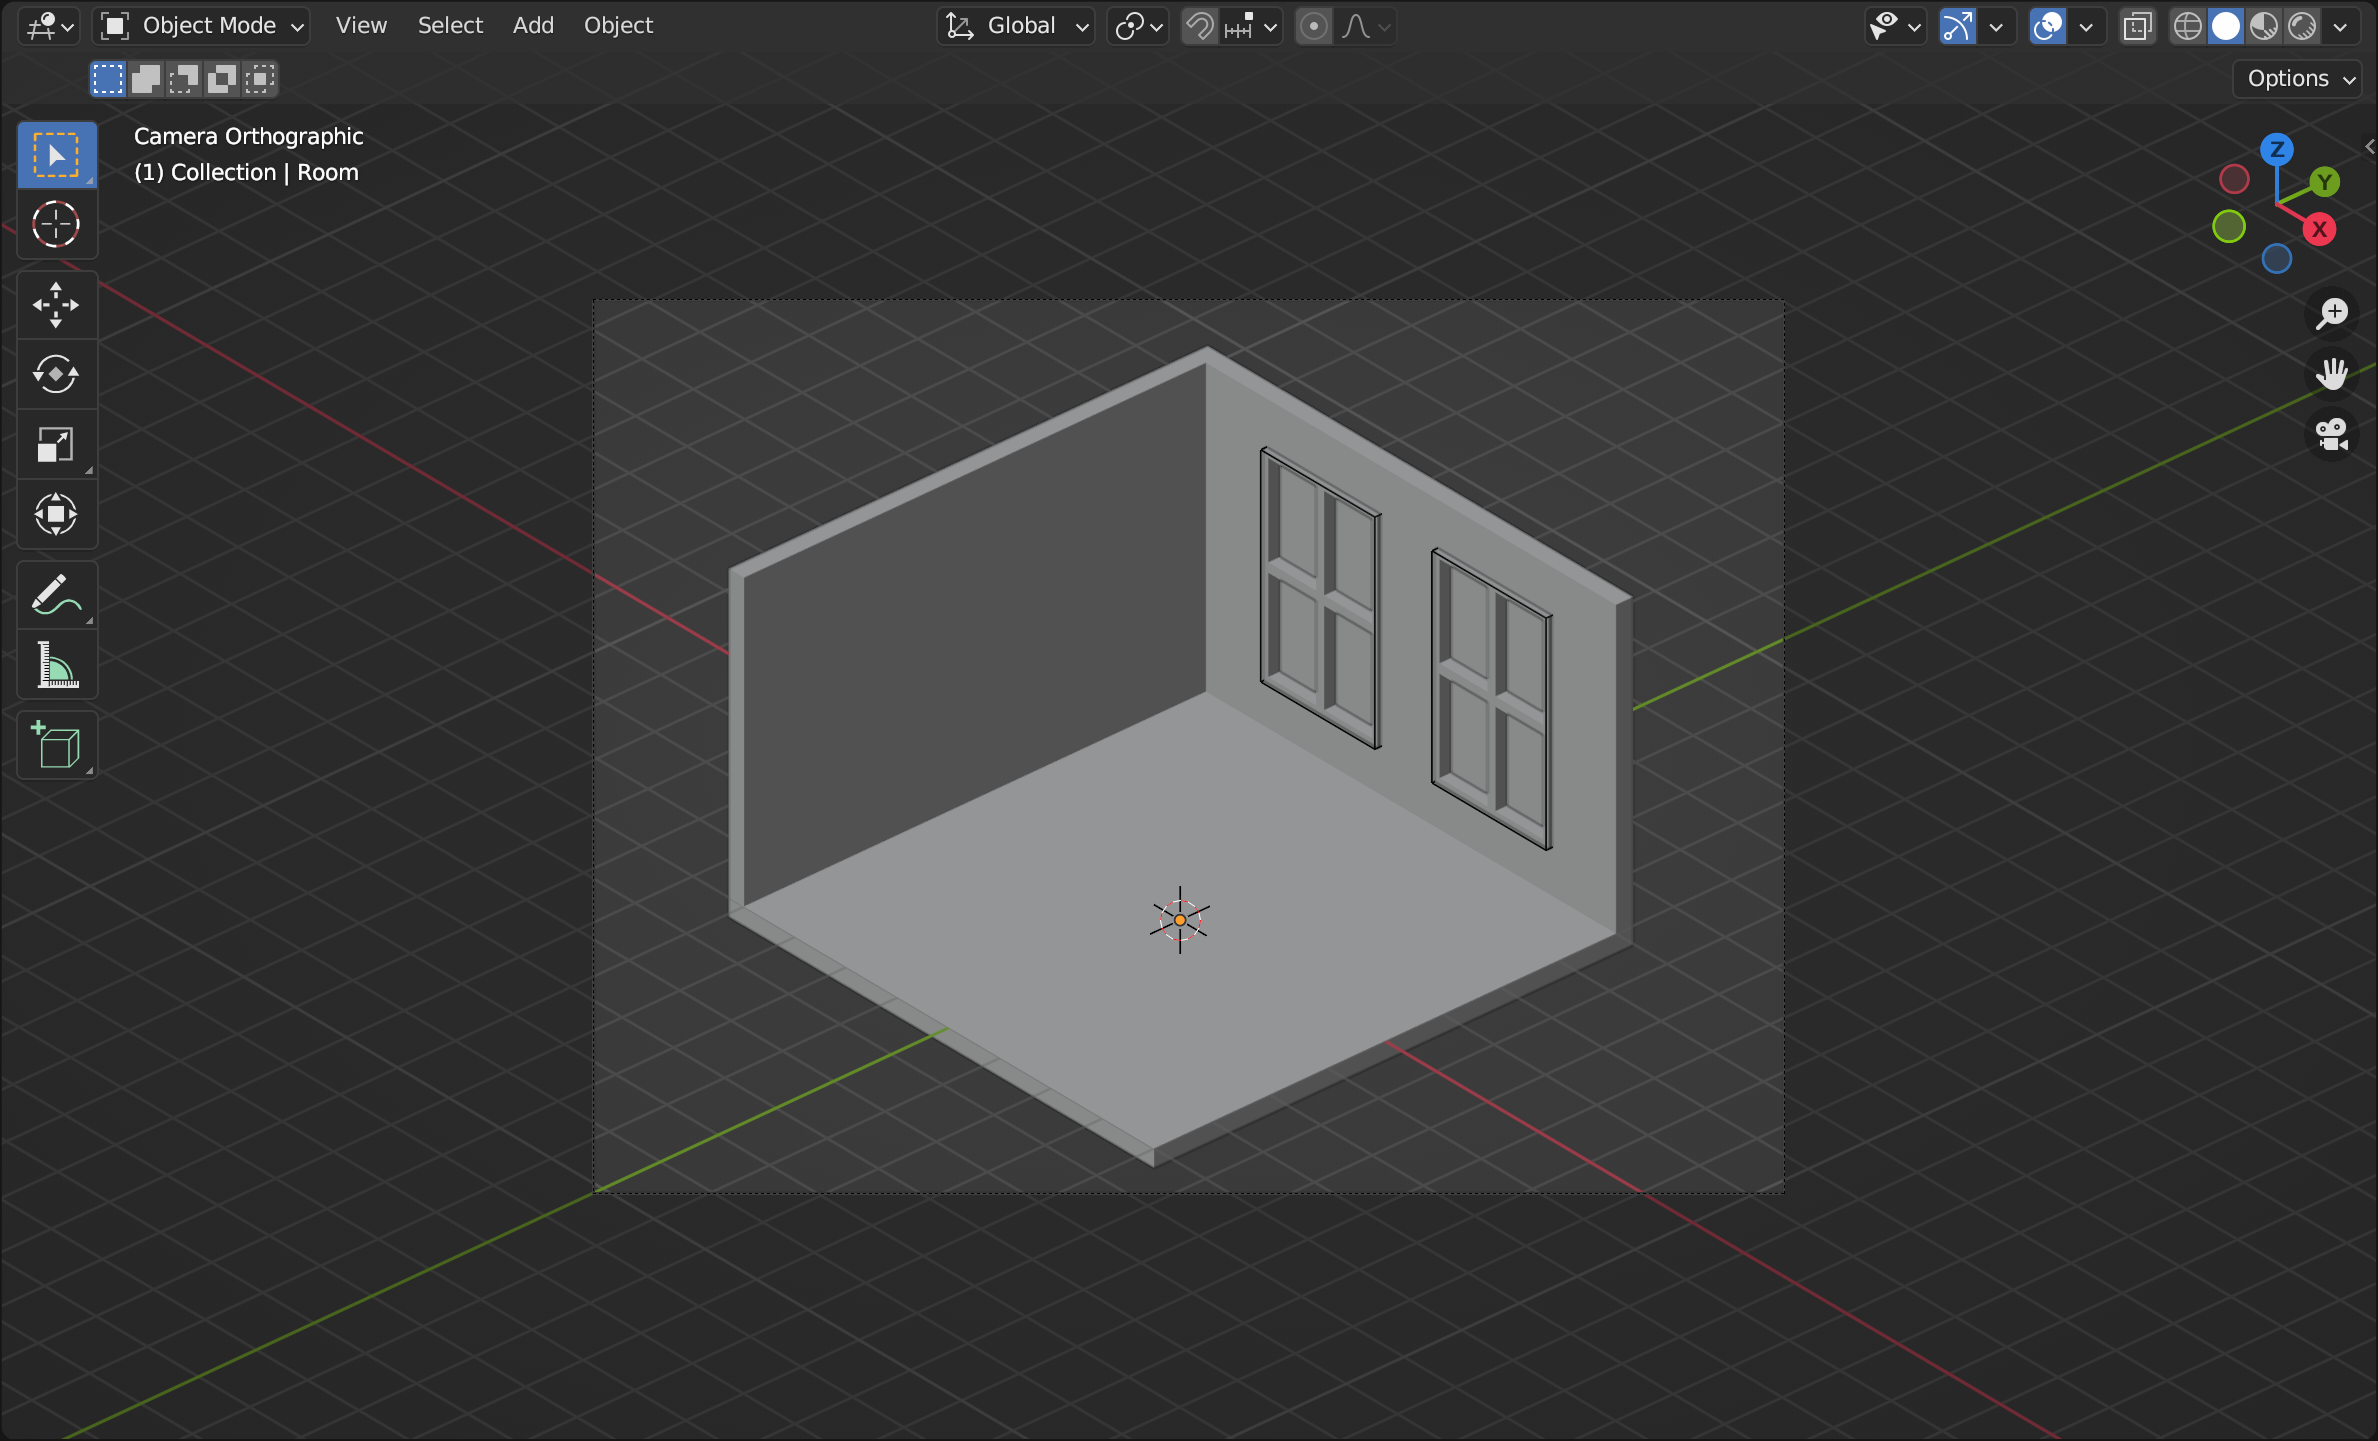 Object Mode View Select Add Object Global
Options
Camera Orthographic
(1) Collection | Room
Z
Y
X